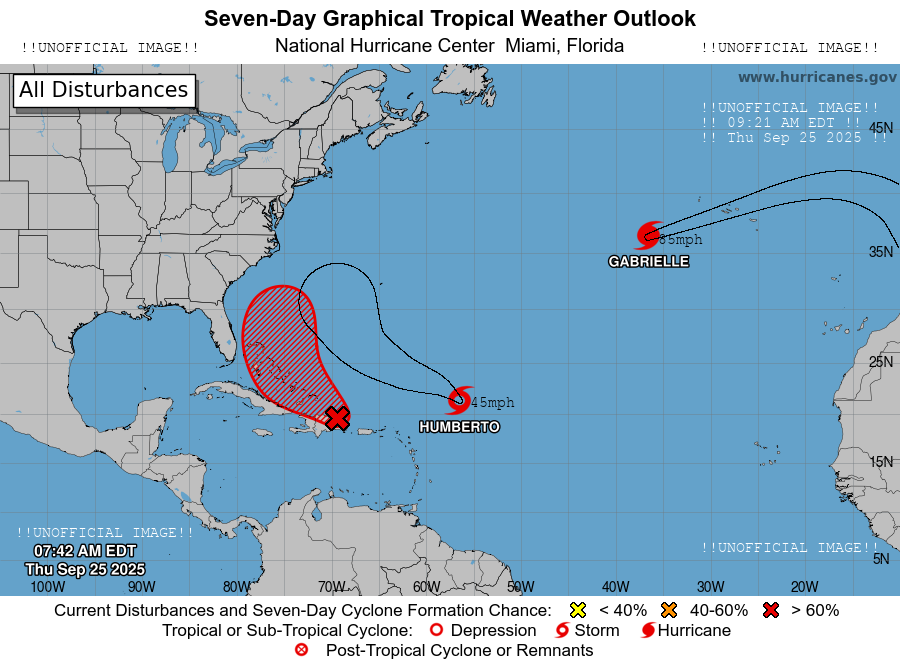 Seven-Day Graphical Tropical Weather Outlook
!!UNOFFICIAL IMAGE!! National Hurricane Center Miami, Florida !!UNOFFICIAL IMAGE!!
All Disturbances
www.hurricanes.gov
!!UNOFFICIAL IMAGE!!
!! 09:21 AM EDT !!
!! Thu Sep 25 2025 !!
45N
85mph
GABRIELLE
35N
25N
45mph
HUMBERTO
15N
!!UNOFFICIAL IMAGE!!
07:42 AM EDT
Thu Sep 25 2025
!!UNOFFICIAL IMAGE!!
5N
100W 90W 80W 70W 60W 50W 40W 30W 20W
Current Disturbances and Seven-Day Cyclone Formation Chance: < 40% 40-60% > 60%
Tropical or Sub-Tropical Cyclone: Depression Storm Hurricane
Post-Tropical Cyclone or Remnants